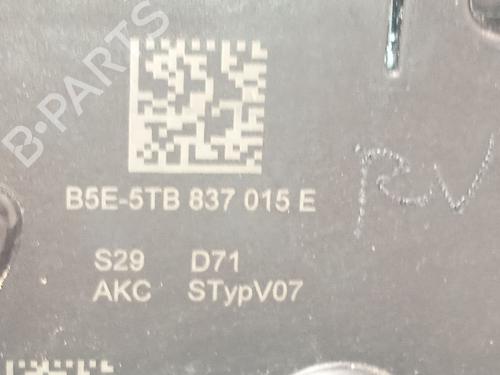 B-PARTS
B5E-5TB 837 015 E
RV
S29 D71
AKC STypV07